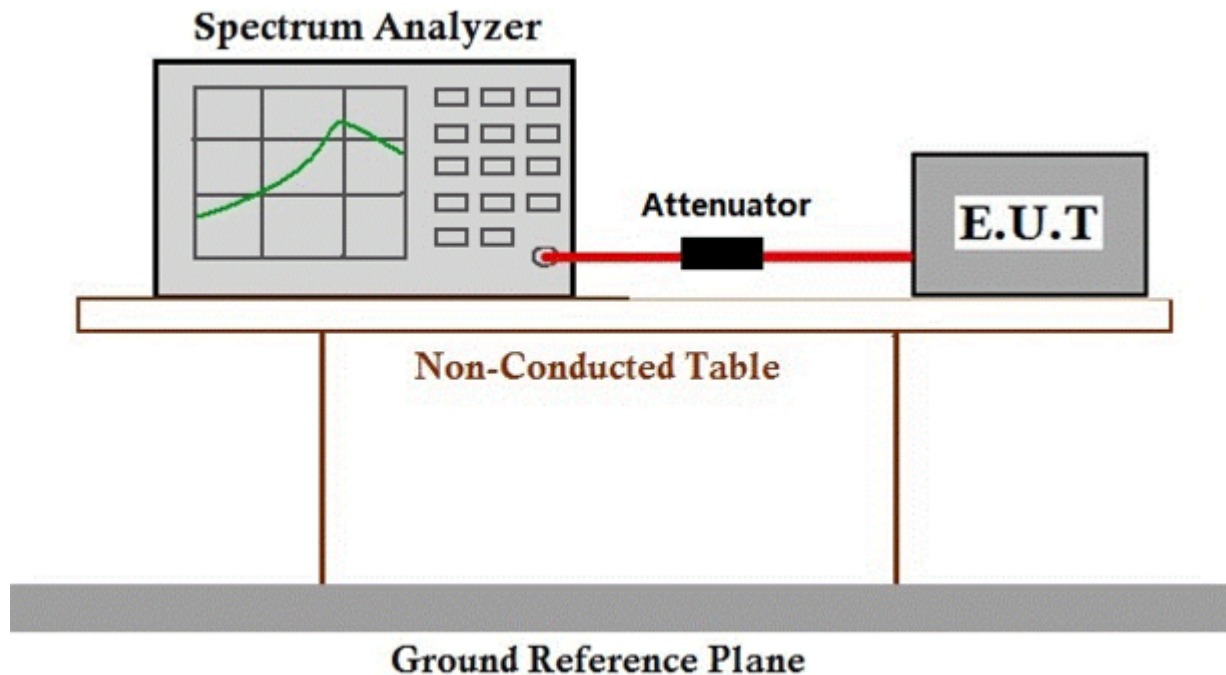 Spectrum Analyzer
Attenuator
E.U.T
Non-Conducted Table
Ground Reference Plane